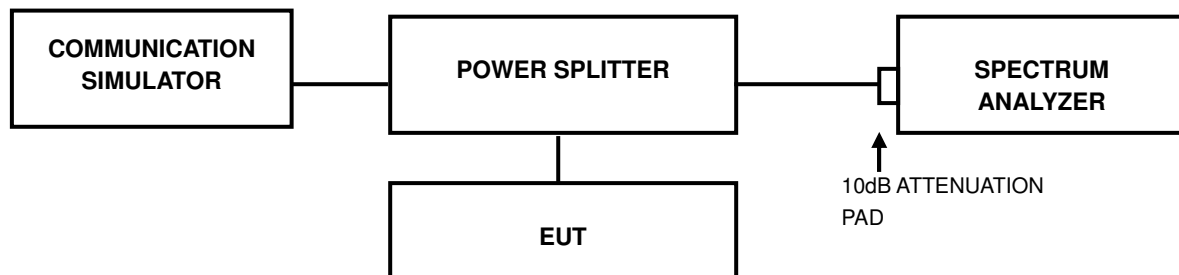 COMMUNICATION
SIMULATOR
POWER SPLITTER
SPECTRUM
ANALYZER
10dB ATTENUATION
PAD
EUT